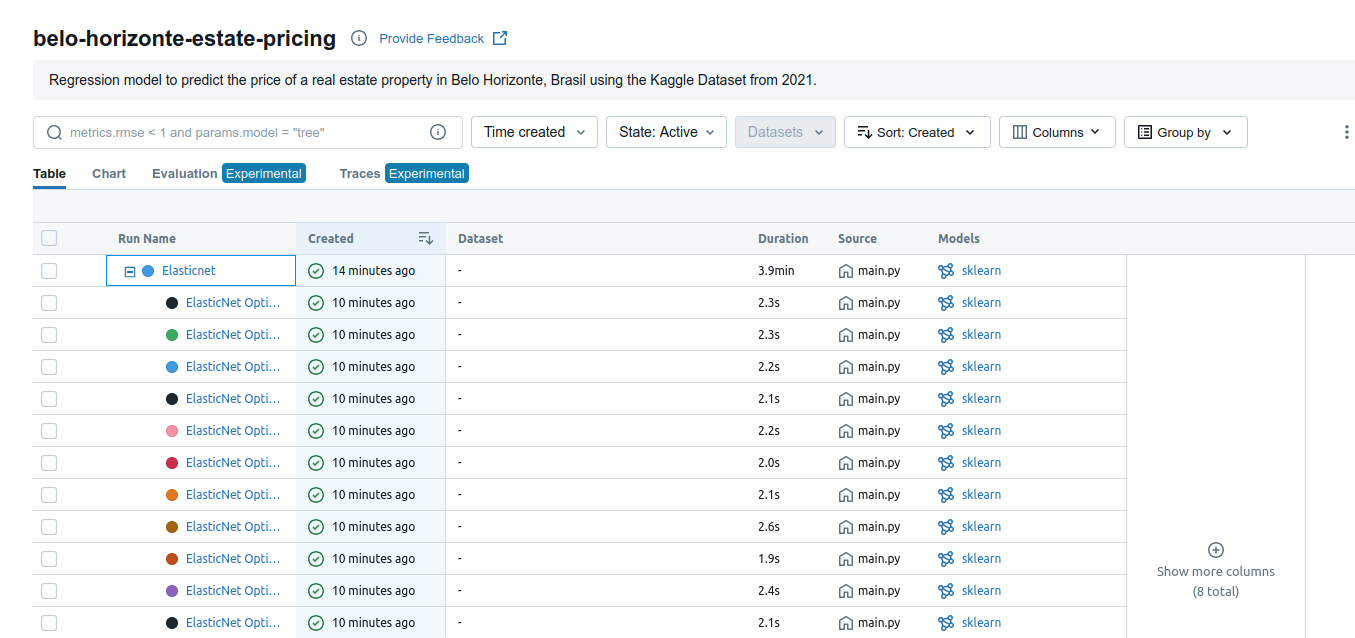 belo-horizonte-estate-pricing Provide Feedback
Regression model to predict the price of a real estate property in Belo Horizonte, Brasil using the Kaggle Dataset from 2021.
metrics.rmse < 1 and params.model = "tree" Time created State: Active Datasets Sort: Created Columns Group by
Table Chart Evaluation Experimental Traces Experimental
Run Name Created Dataset Duration Source Models
Elasticnet 14 minutes ago - 3.9min main.py sklearn
ElasticNet Opti... 10 minutes ago - 2.3s main.py sklearn
ElasticNet Opti... 10 minutes ago - 2.3s main.py sklearn
ElasticNet Opti... 10 minutes ago - 2.2s main.py sklearn
ElasticNet Opti... 10 minutes ago - 2.1s main.py sklearn
ElasticNet Opti... 10 minutes ago - 2.2s main.py sklearn
ElasticNet Opti... 10 minutes ago - 2.0s main.py sklearn
ElasticNet Opti... 10 minutes ago - 2.1s main.py sklearn
ElasticNet Opti... 10 minutes ago - 2.6s main.py sklearn
ElasticNet Opti... 10 minutes ago - 1.9s main.py sklearn
ElasticNet Opti... 10 minutes ago - 2.4s main.py sklearn
ElasticNet Opti... 10 minutes ago - 2.1s main.py sklearn
Show more columns
(8 total)